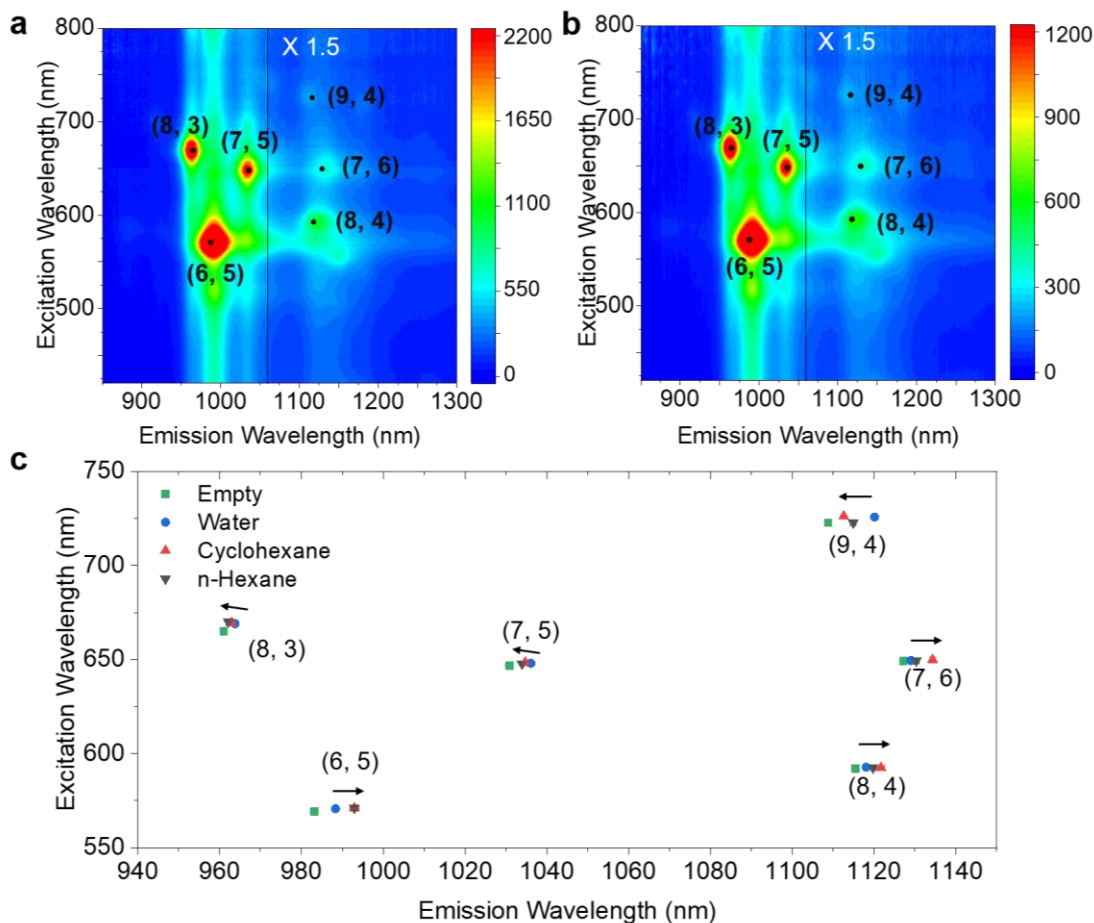 a
b
800
700
600
500
900 1000 1100 1200 1300
Excitation Wavelength (nm)
Emission Wavelength (nm)
X 1.5
(9, 4)
(8, 3)
(7, 5)
(7, 6)
(8, 4)
(6, 5)
2200
1650
1100
550
0
800
700
600
500
900 1000 1100 1200 1300
Excitation Wavelength (nm)
Emission Wavelength (nm)
X 1.5
(9, 4)
(8, 3)
(7, 5)
(7, 6)
(8, 4)
(6, 5)
1200
900
600
300
0
c
750
700
650
600
550
Excitation Wavelength (nm)
Empty
Water
Cyclohexane
n-Hexane
(9, 4)
(8, 3)
(7, 5)
(7, 6)
(6, 5)
(8, 4)
940 960 980 1000 1020 1040 1060 1080 1100 1120 1140
Emission Wavelength (nm)